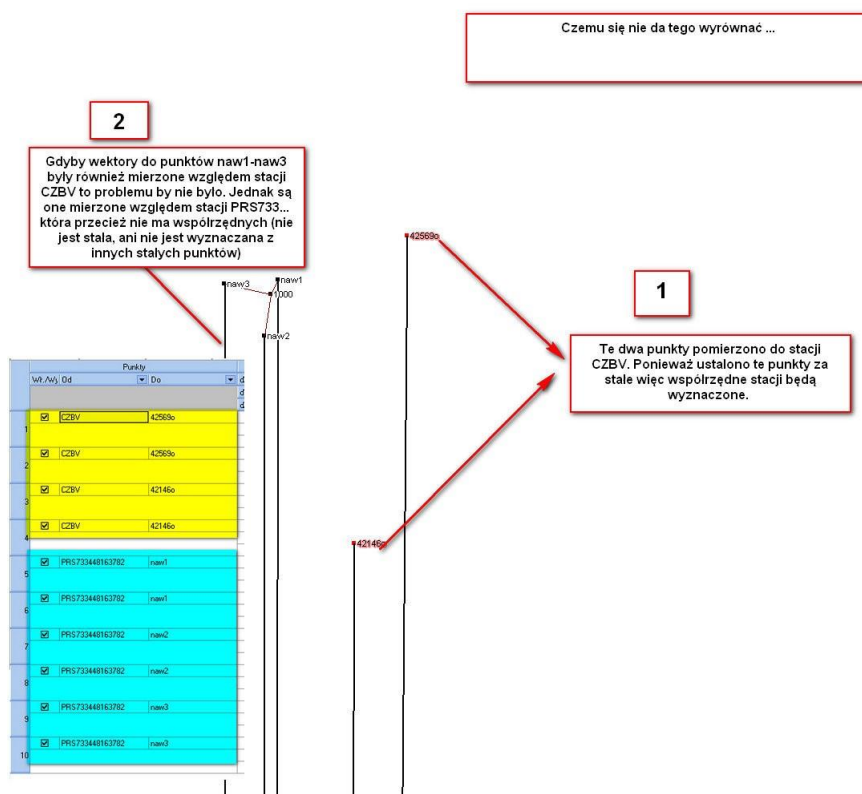 Czemu się nie da tego wyrównać ...
2
Gdyby wektory do punktów naw1-naw3
były również mierzone względem stacji
CZBV to problemu by nie było. Jednak są
one mierzone względem stacji PRS733...
która przecież nie ma współrzędnych (nie
jest stała, ani nie jest wyznaczana z
innych stałych punktów)
42569o
1
naw3
naw1
1000
naw2
Te dwa punkty pomierzono do stacji
CZBV. Ponieważ ustalono te punkty za
stałe więc współrzędne stacji będą
wyznaczone.
42146o
Punkty
Wł./Wy Od Do
1 CZBV 42569o
2 CZBV 42569o
3 CZBV 42146o
4 CZBV 42146o
5 PRS733448163782 naw1
6 PRS733448163782 naw1
7 PRS733448163782 naw2
8 PRS733448163782 naw2
9 PRS733448163782 naw3
10 PRS733448163782 naw3